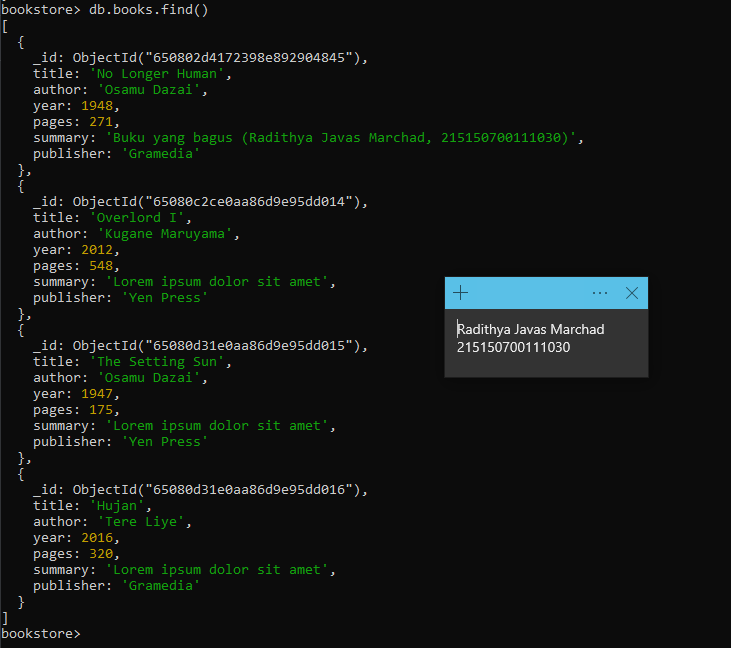 bookstore> db.books.find()
[
  {
    _id: ObjectId("650802d4172398e892904845"),
    title: 'No Longer Human',
    author: 'Osamu Dazai',
    year: 1948,
    pages: 271,
    summary: 'Buku yang bagus (Radithya Javas Marchad, 215150700111030)',
    publisher: 'Gramedia'
  },
  {
    _id: ObjectId("65080c2ce0aa86d9e95dd014"),
    title: 'Overlord I',
    author: 'Kugane Maruyama',
    year: 2012,
    pages: 548,
    summary: 'Lorem ipsum dolor sit amet',
    publisher: 'Yen Press'
  },
  {
    _id: ObjectId("65080d31e0aa86d9e95dd015"),
    title: 'The Setting Sun',
    author: 'Osamu Dazai',
    year: 1947,
    pages: 175,
    summary: 'Lorem ipsum dolor sit amet',
    publisher: 'Yen Press'
  },
  {
    _id: ObjectId("65080d31e0aa86d9e95dd016"),
    title: 'Hujan',
    author: 'Tere Liye',
    year: 2016,
    pages: 320,
    summary: 'Lorem ipsum dolor sit amet',
    publisher: 'Gramedia'
  }
]
bookstore>
Radithya Javas Marchad
215150700111030